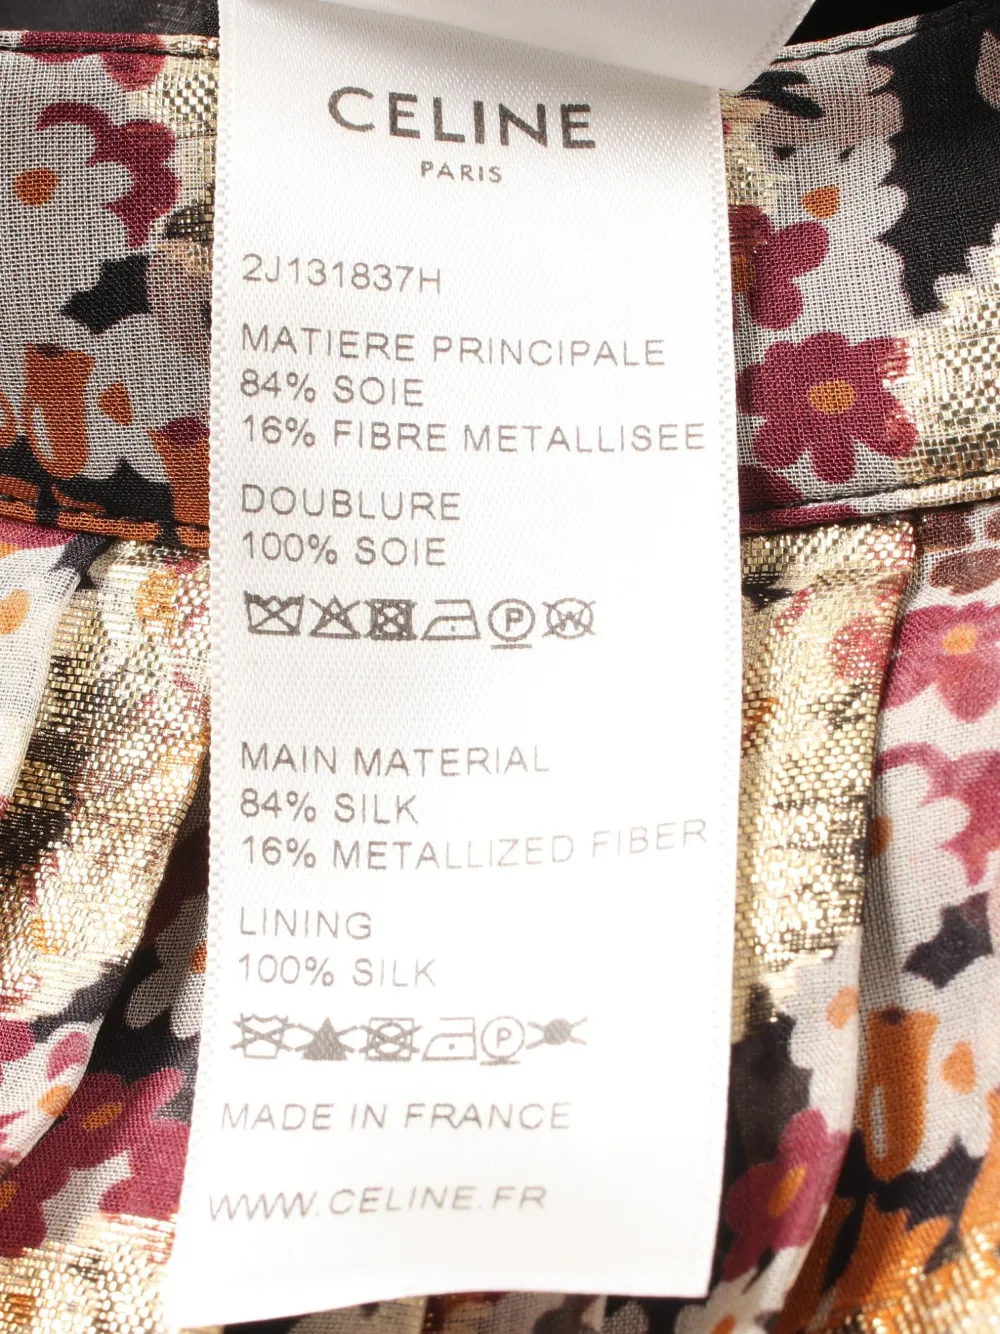 CELINE
PARIS
2J131837H
MATIERE PRINCIPALE
84% SOIE
16% FIBRE METALLISEE
DOUBLURE
100% SOIE
P W
MAIN MATERIAL
84% SILK
16% METALLIZED FIBER
LINING
100% SILK
P
MADE IN FRANCE
WWW.CELINE.FR